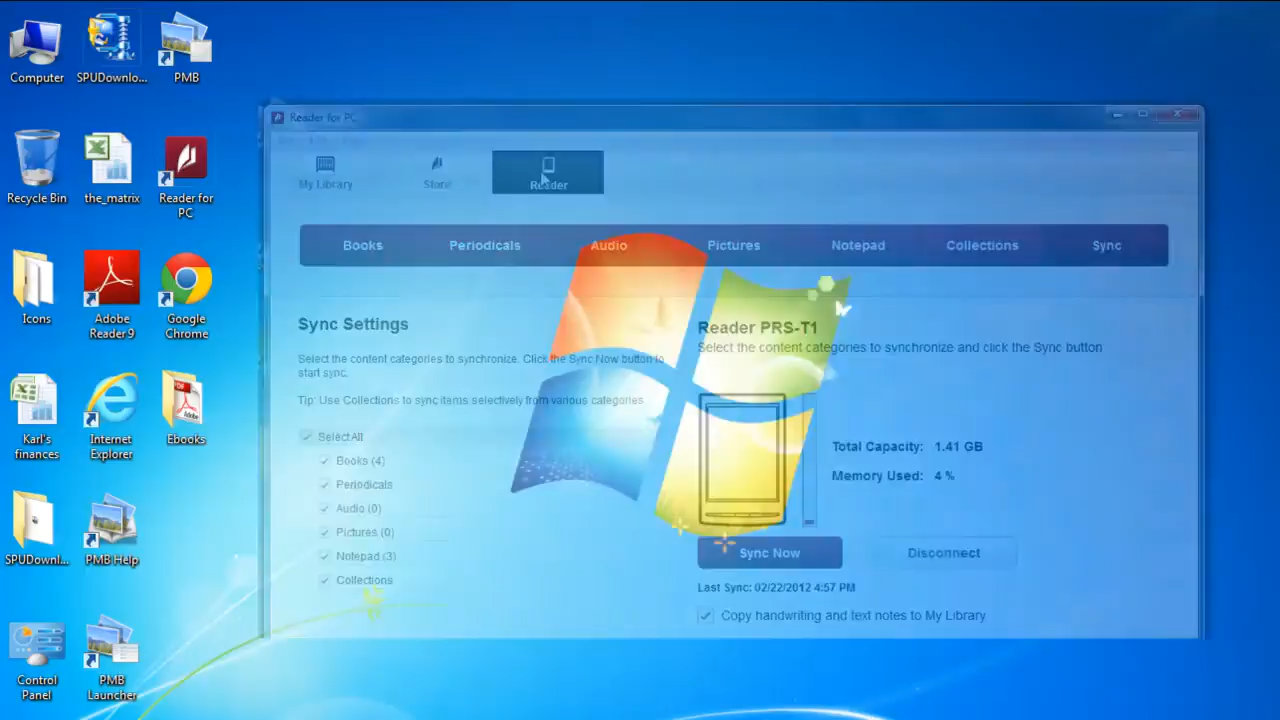 Computer
SPUDownlo...
PMB
Recycle Bin
the_matrix
Reader for
PC
Icons
Adobe
Reader 9
Google
Chrome
Karl's
finances
Internet
Explorer
Ebooks
SPUDownl...
PMB Help
Control
Panel
PMB
Launcher
Reader for PC
My Library
Store
Reader
Books
Periodicals
Audio
Pictures
Notepad
Collections
Sync
Sync Settings
Select the content categories to synchronize. Click the Sync Now button to
start sync.
Tip: Use Collections to sync items selectively from various categories
Select All
Books (4)
Periodicals
Audio (0)
Pictures (0)
Notepad (3)
Collections
Reader PRS-T1
Select the content categories to synchronize and click the Sync button
Total Capacity: 1.41 GB
Memory Used: 4 %
Sync Now
Disconnect
Last Sync: 02/22/2012 4:57 PM
Copy handwriting and text notes to My Library